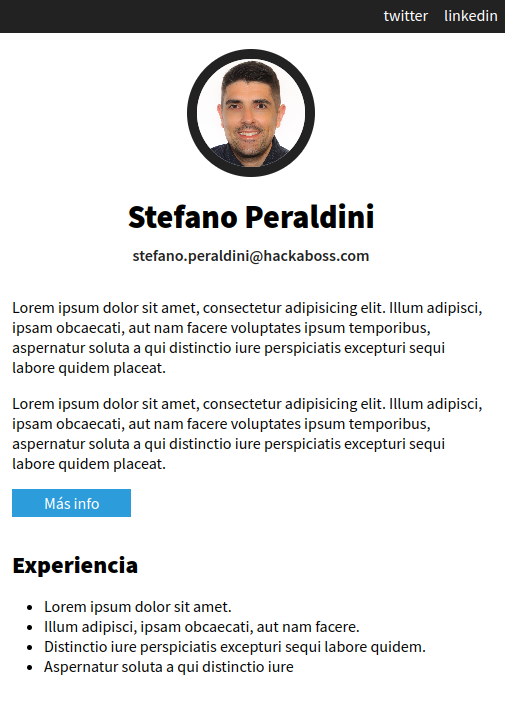 twitter linkedin
Stefano Peraldini
stefano.peraldini@hackaboss.com
Lorem ipsum dolor sit amet, consectetur adipisicing elit. Illum adipisci,
ipsam obcaecati, aut nam facere voluptates ipsum temporibus,
aspernatur soluta a qui distinctio iure perspiciatis excepturi sequi
labore quidem placeat.
Lorem ipsum dolor sit amet, consectetur adipisicing elit. Illum adipisci,
ipsam obcaecati, aut nam facere voluptates ipsum temporibus,
aspernatur soluta a qui distinctio iure perspiciatis excepturi sequi
labore quidem placeat.
Más info
Experiencia
• Lorem ipsum dolor sit amet.
• Illum adipisci, ipsam obcaecati, aut nam facere.
• Distinctio iure perspiciatis excepturi sequi labore quidem.
• Aspernatur soluta a qui distinctio iure